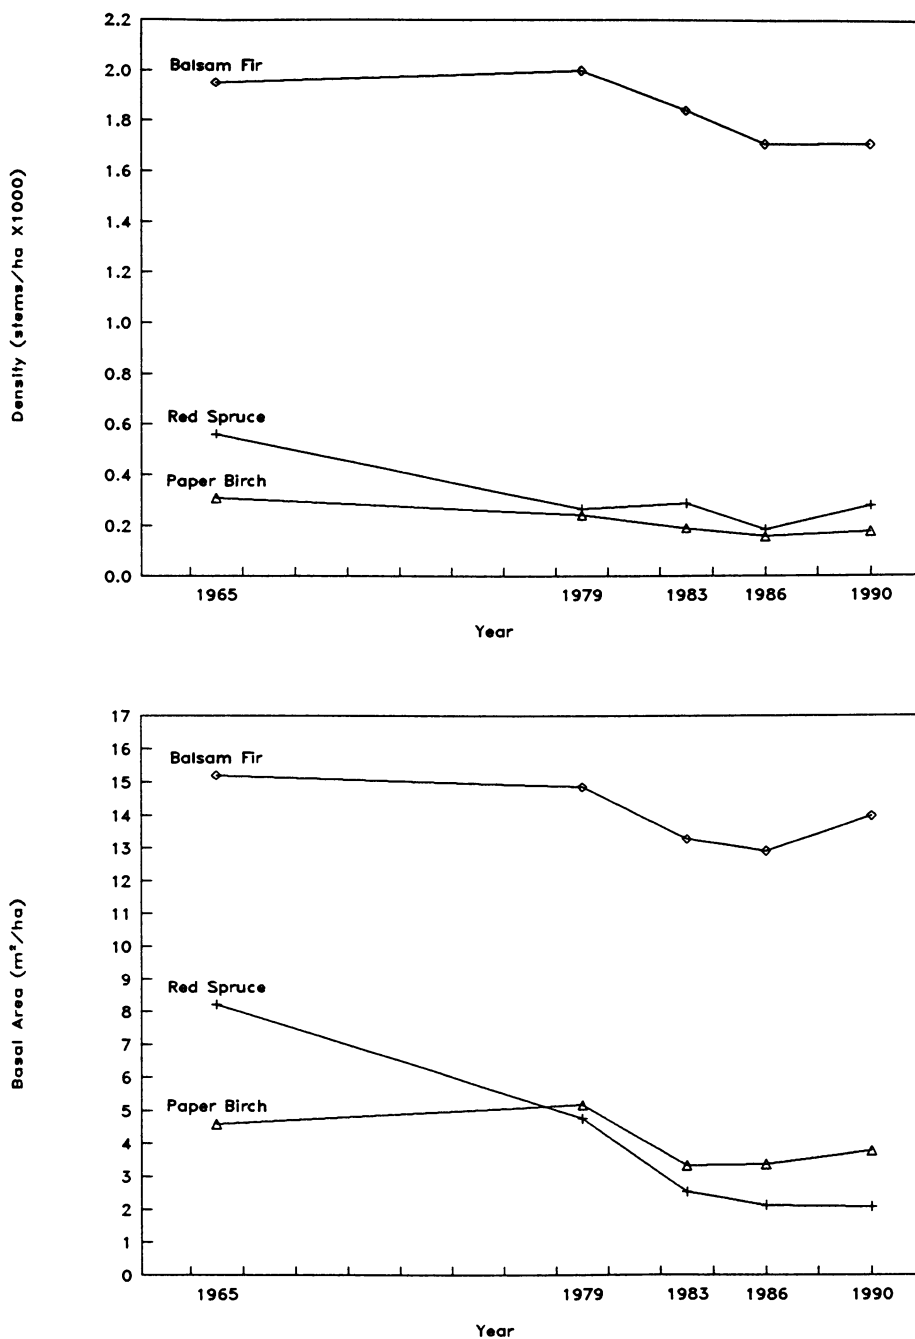 2.2
Balsam Fir
2.0
1.8
1.6
1.4
1.2
1.0
0.8
Red Spruce
0.6
Paper Birch
0.4
0.2
0.0
Density (stems/ha X1000)
1965 1979 1983 1986 1990
Year
17
16
Balsam Fir
15
14
13
12
11
10
9
Red Spruce
8
7
6
Paper Birch
5
4
3
2
1
0
Basal Area (m²/ha)
1965 1979 1983 1986 1990
Year